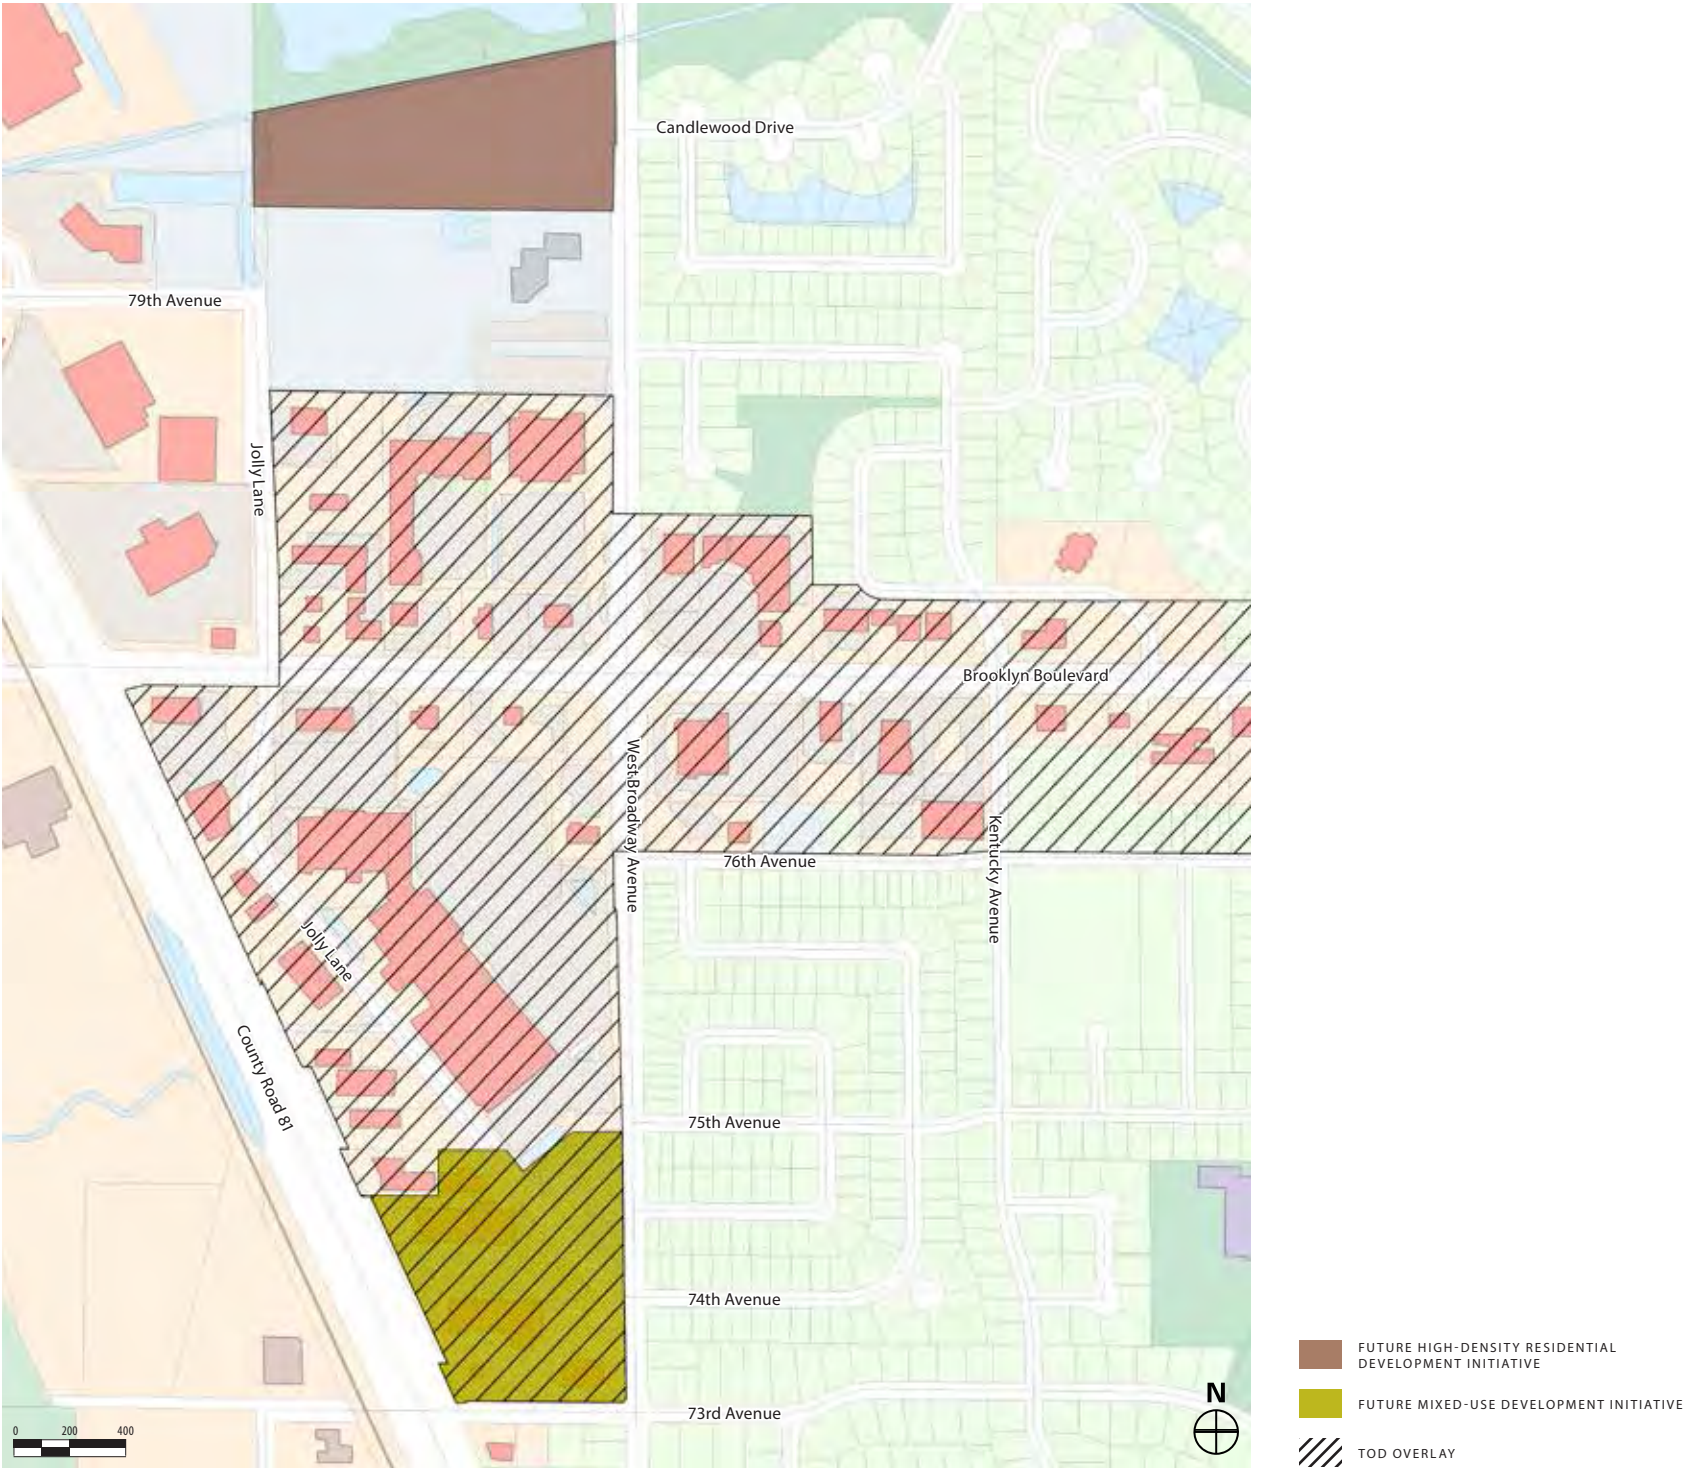 Candlewood Drive
79th Avenue
Jolly Lane
Brooklyn Boulevard
West Broadway Avenue
Kentucky Avenue
76th Avenue
Jolly Lane
County Road 81
75th Avenue
74th Avenue
73rd Avenue
0 200 400
N
FUTURE HIGH-DENSITY RESIDENTIAL
DEVELOPMENT INITIATIVE
FUTURE MIXED-USE DEVELOPMENT INITIATIVE
TOD OVERLAY